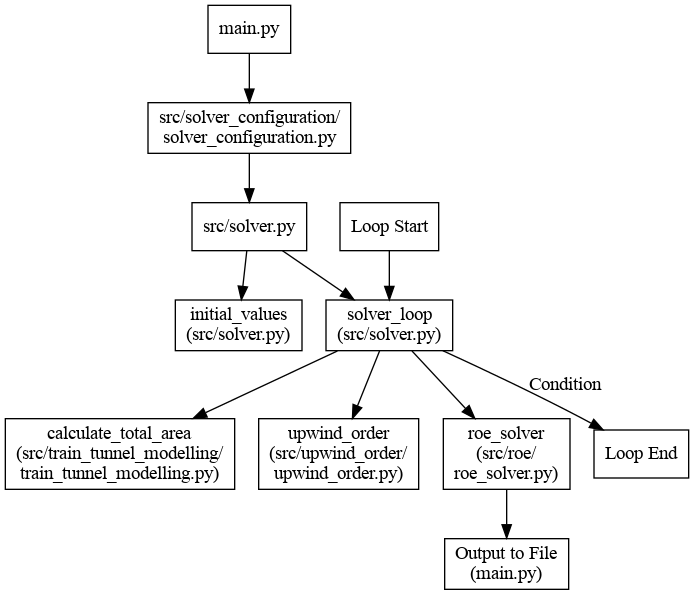 main.py
src/solver_configuration/
solver_configuration.py
src/solver.py
Loop Start
initial_values
(src/solver.py)
solver_loop
(src/solver.py)
Condition
calculate_total_area
(src/train_tunnel_modelling/
train_tunnel_modelling.py)
upwind_order
(src/upwind_order/
upwind_order.py)
roe_solver
(src/roe/
roe_solver.py)
Loop End
Output to File
(main.py)